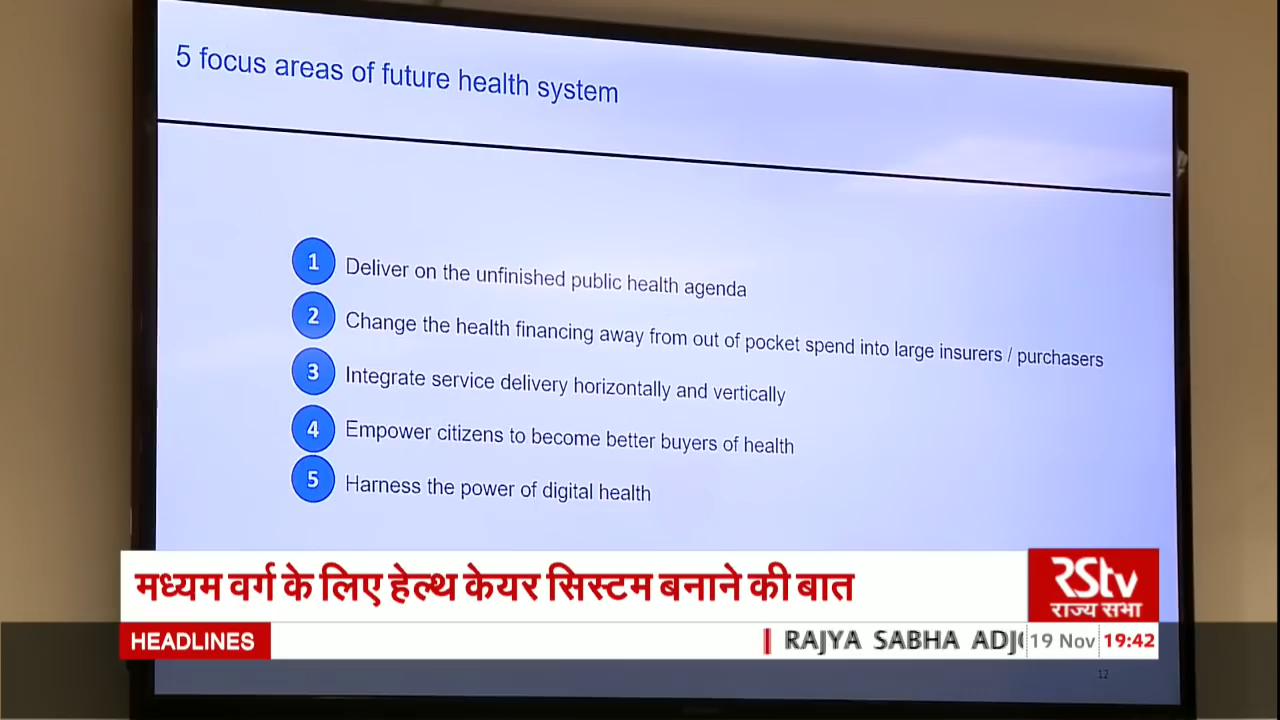 5 focus areas of future health system
1 Deliver on the unfinished public health agenda
2 Change the health financing away from out of pocket spend into large insurers / purchasers
3 Integrate service delivery horizontally and vertically
4 Empower citizens to become better buyers of health
5 Harness the power of digital health
मध्यम वर्ग के लिए हेल्थ केयर सिस्टम बनाने की बात
RStv
राज्य सभा
HEADLINES
RAJYA SABHA
19 Nov 19:42
12